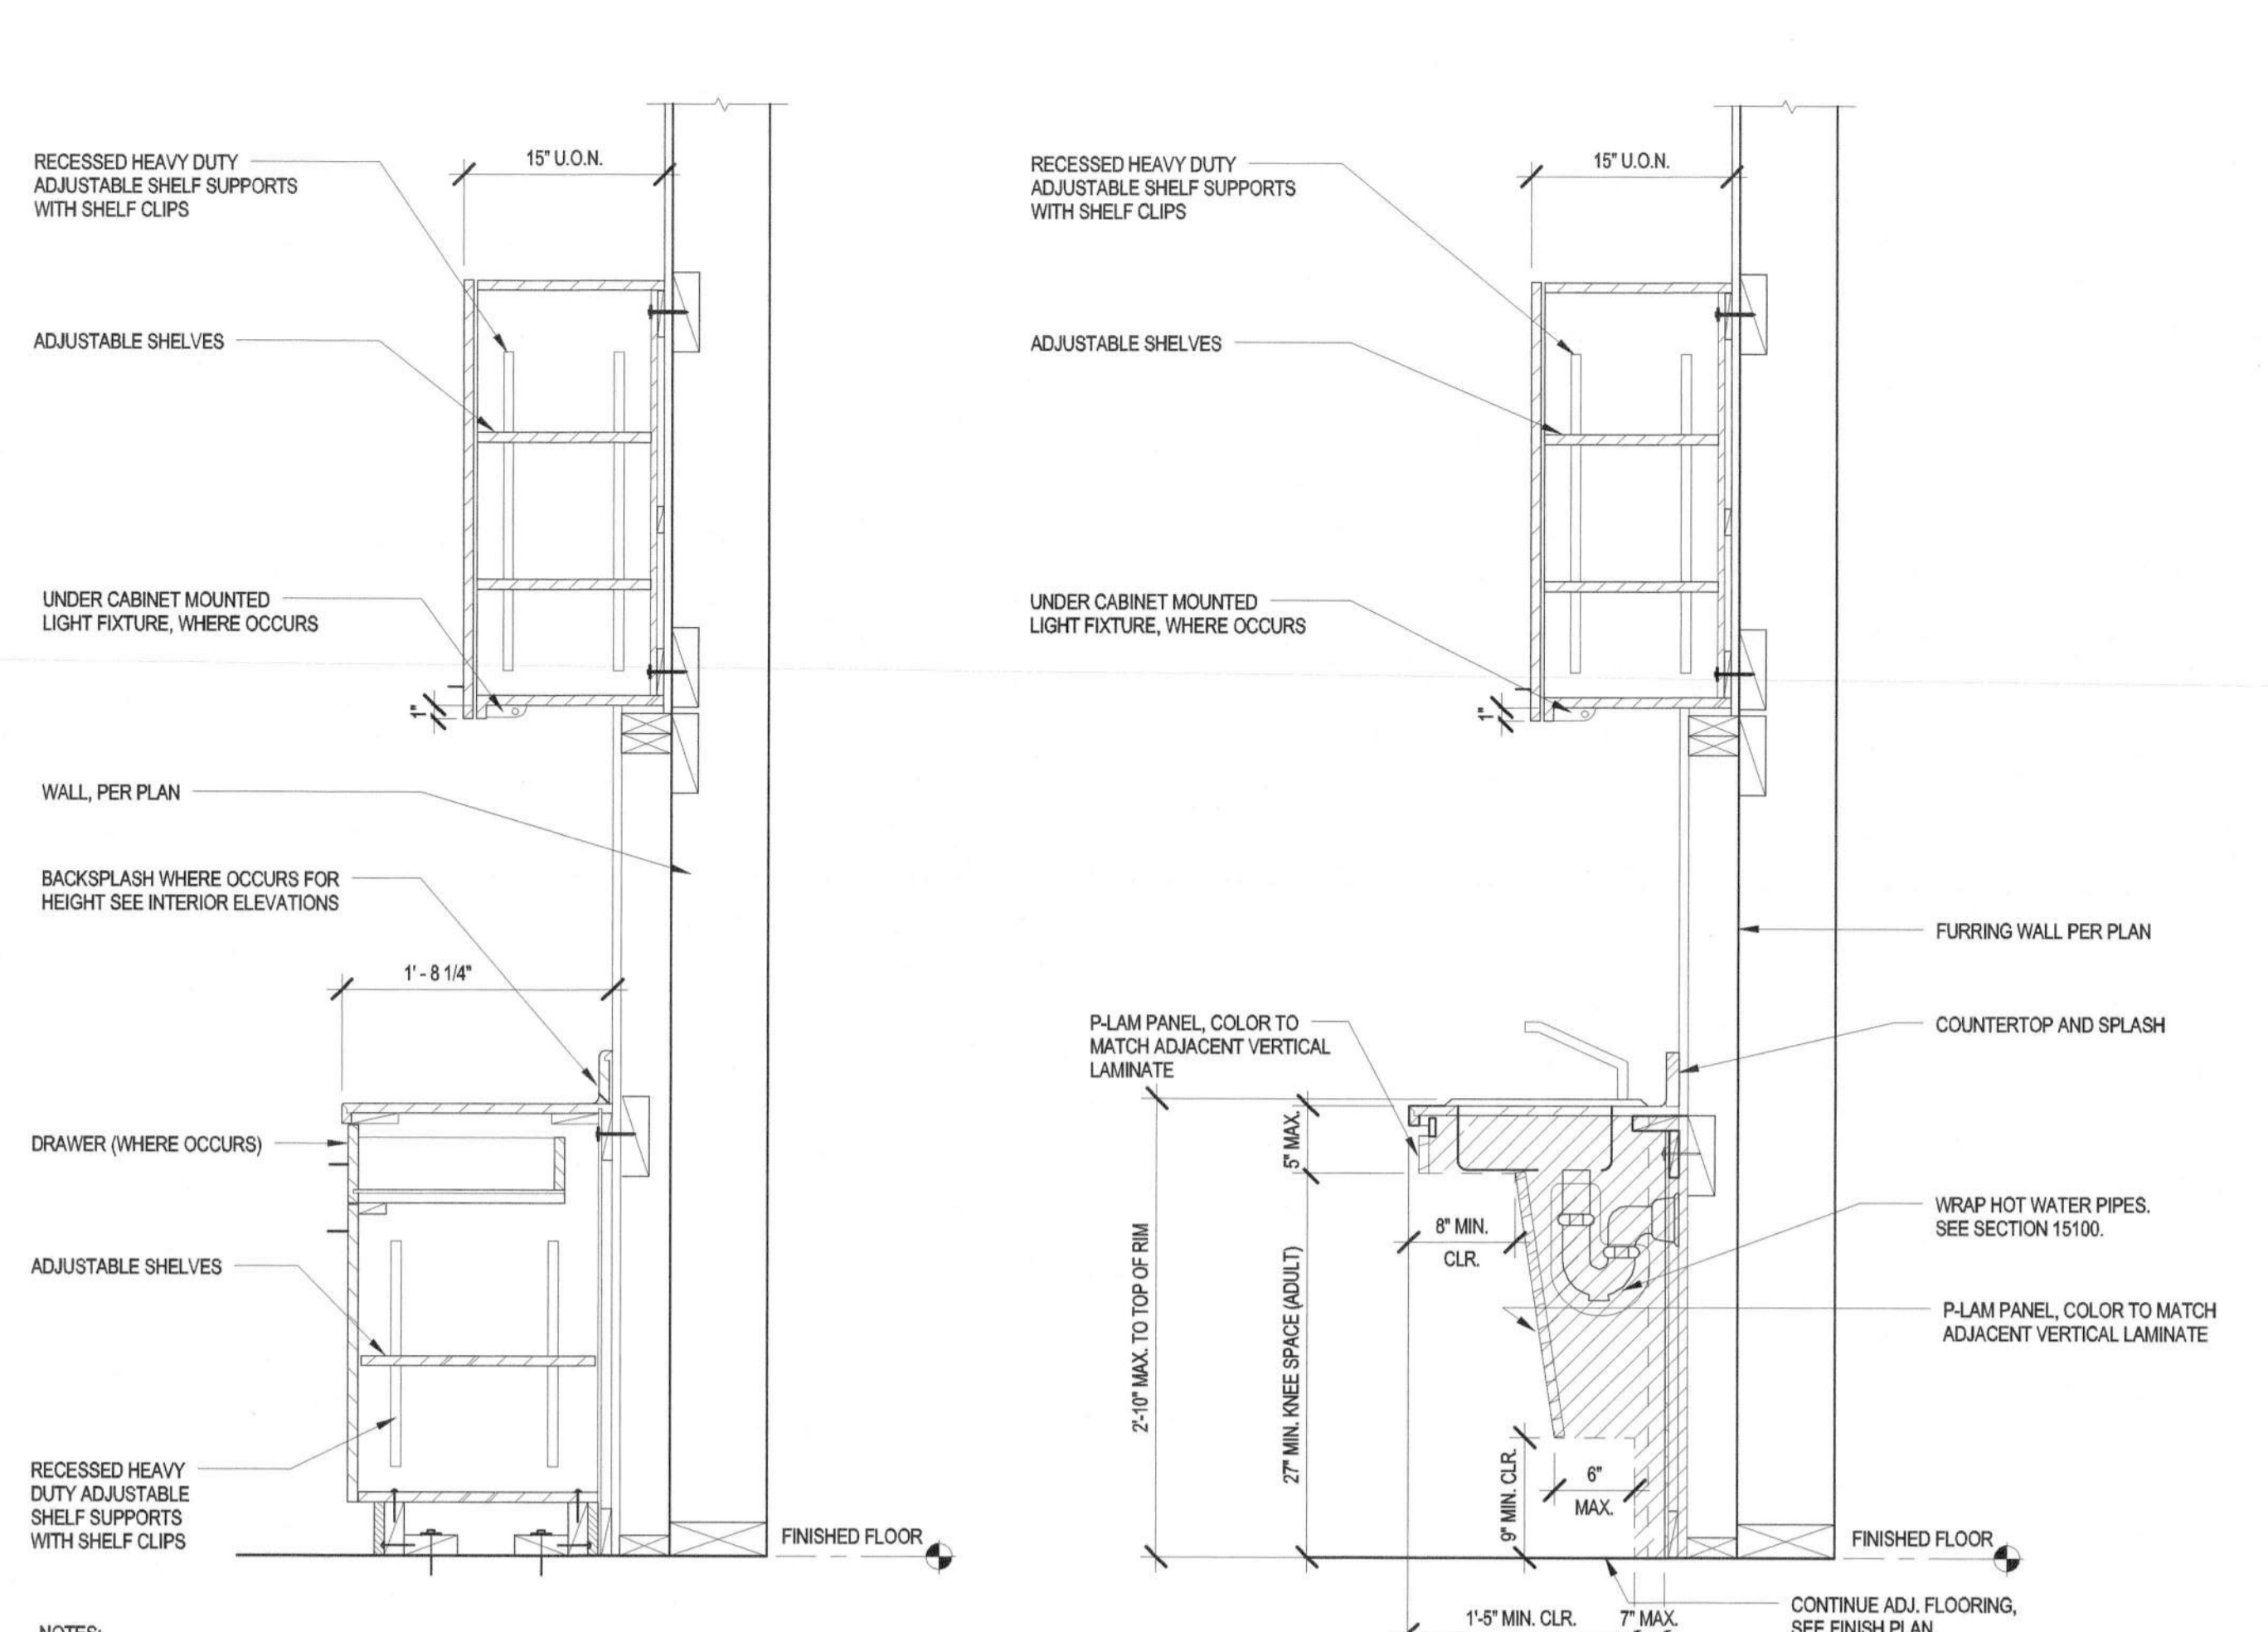 15" U.O.N.
RECESSED HEAVY DUTY
ADJUSTABLE SHELF SUPPORTS
WITH SHELF CLIPS
ADJUSTABLE SHELVES
UNDER CABINET MOUNTED
LIGHT FIXTURE, WHERE OCCURS
1"
WALL, PER PLAN
BACKSPLASH WHERE OCCURS FOR
HEIGHT SEE INTERIOR ELEVATIONS
1' - 8 1/4"
DRAWER (WHERE OCCURS)
ADJUSTABLE SHELVES
RECESSED HEAVY
DUTY ADJUSTABLE
SHELF SUPPORTS
WITH SHELF CLIPS
FINISHED FLOOR
NOTES:
15" U.O.N.
RECESSED HEAVY DUTY
ADJUSTABLE SHELF SUPPORTS
WITH SHELF CLIPS
ADJUSTABLE SHELVES
UNDER CABINET MOUNTED
LIGHT FIXTURE, WHERE OCCURS
1"
FURRING WALL PER PLAN
P-LAM PANEL, COLOR TO
MATCH ADJACENT VERTICAL
LAMINATE
COUNTERTOP AND SPLASH
5" MAX.
2'-10" MAX. TO TOP OF RIM
27" MIN. KNEE SPACE (ADULT)
8" MIN.
CLR.
WRAP HOT WATER PIPES.
SEE SECTION 15100.
P-LAM PANEL, COLOR TO MATCH
ADJACENT VERTICAL LAMINATE
9" MIN. CLR.
6"
MAX.
FINISHED FLOOR
1'-5" MIN. CLR.
7" MAX.
CONTINUE ADJ. FLOORING,
SEE FINISH PLAN